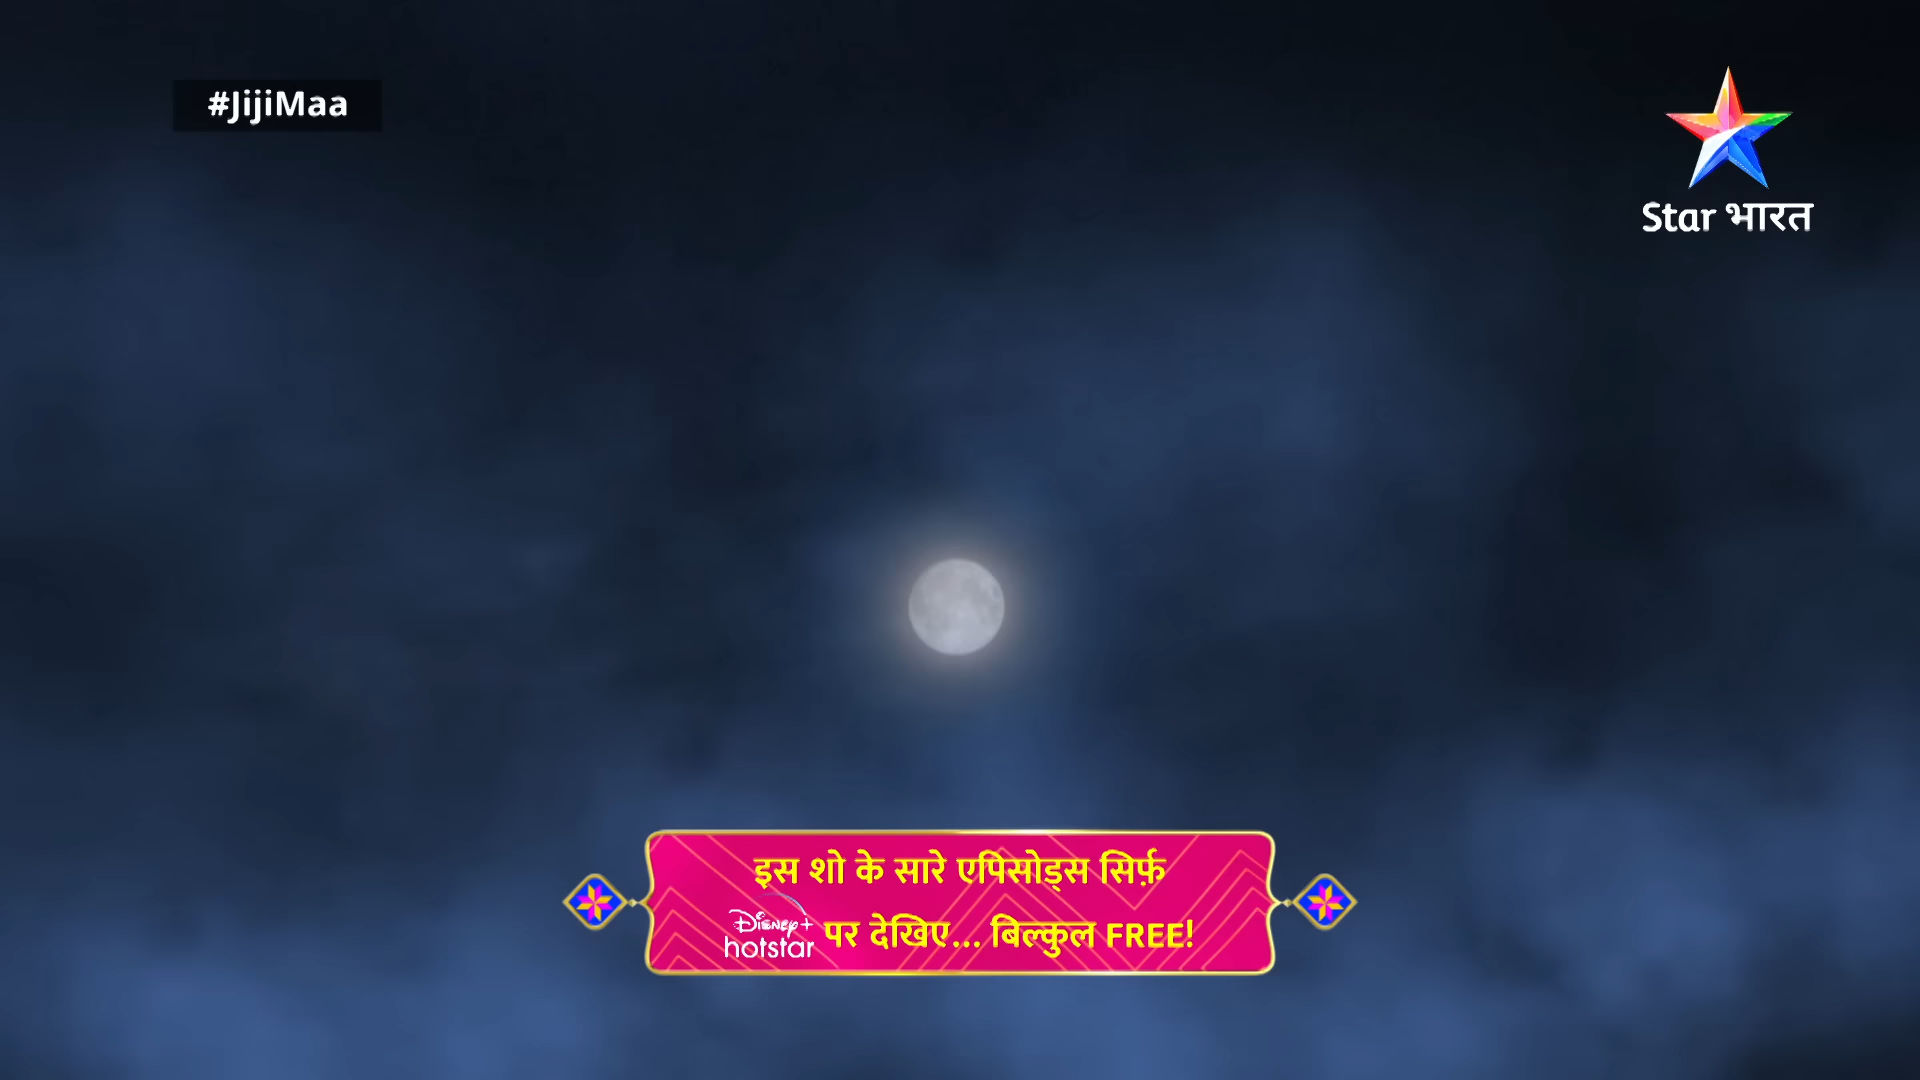 #JijiMaa
Star भारत
इस शो के सारे एपिसोड्स सिर्फ़
Disney+ hotstar पर देखिए... बिल्कुल FREE!